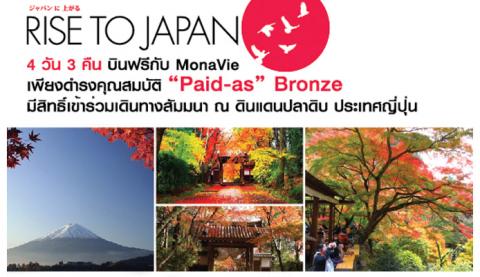 ジャパン に 上がる
RISE TO JAPAN
4 วัน 3 คืน บินฟรีกับ MonaVie
เพียงดำรงคุณสมบัติ “Paid-as” Bronze
มีสิทธิ์เข้าร่วมเดินทางสัมมนา ณ ดินแดนปลาดิบ ประเทศญี่ปุ่น